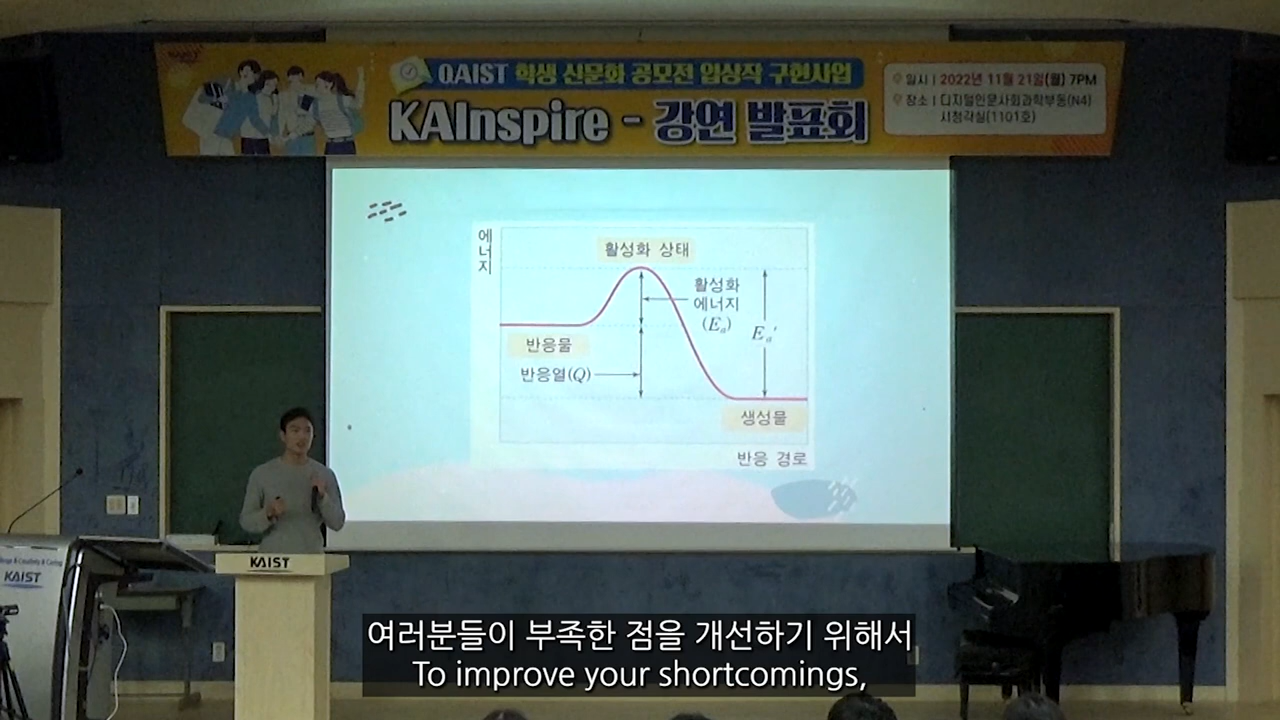 QAIST 학생 신문화 공모전 입상작 구현사업
KAInspire - 강연 발표회
일시 | 2022년 11월 21일(월) 7PM
장소 | 디지털인문사회과학부동(N4)
시청각실(1101호)
에너지
활성화 상태
활성화
에너지
(Eₐ)
Eₐ′
반응물
반응열(Q)
생성물
반응 경로
KAIST
KAIST
여러분들이 부족한 점을 개선하기 위해서
To improve your shortcomings,